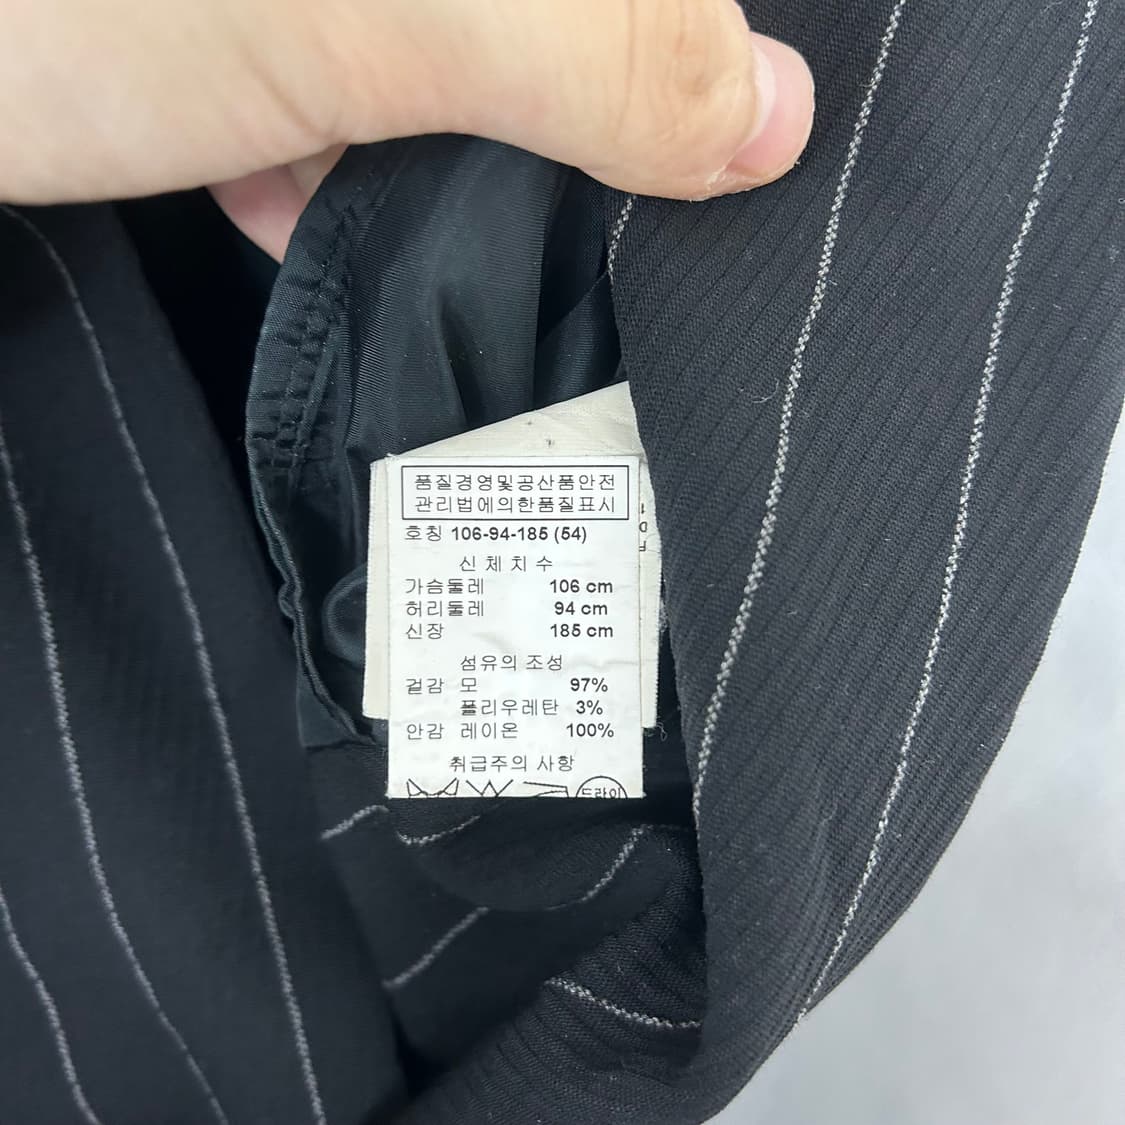 품질경영및공산품안전
관리법에의한품질표시
호칭 106-94-185 (54)
신체치수
가슴둘레 106 cm
허리둘레 94 cm
신장 185 cm
섬유의 조성
겉감 모 97%
폴리우레탄 3%
안감 레이온 100%
취급주의 사항
드라이